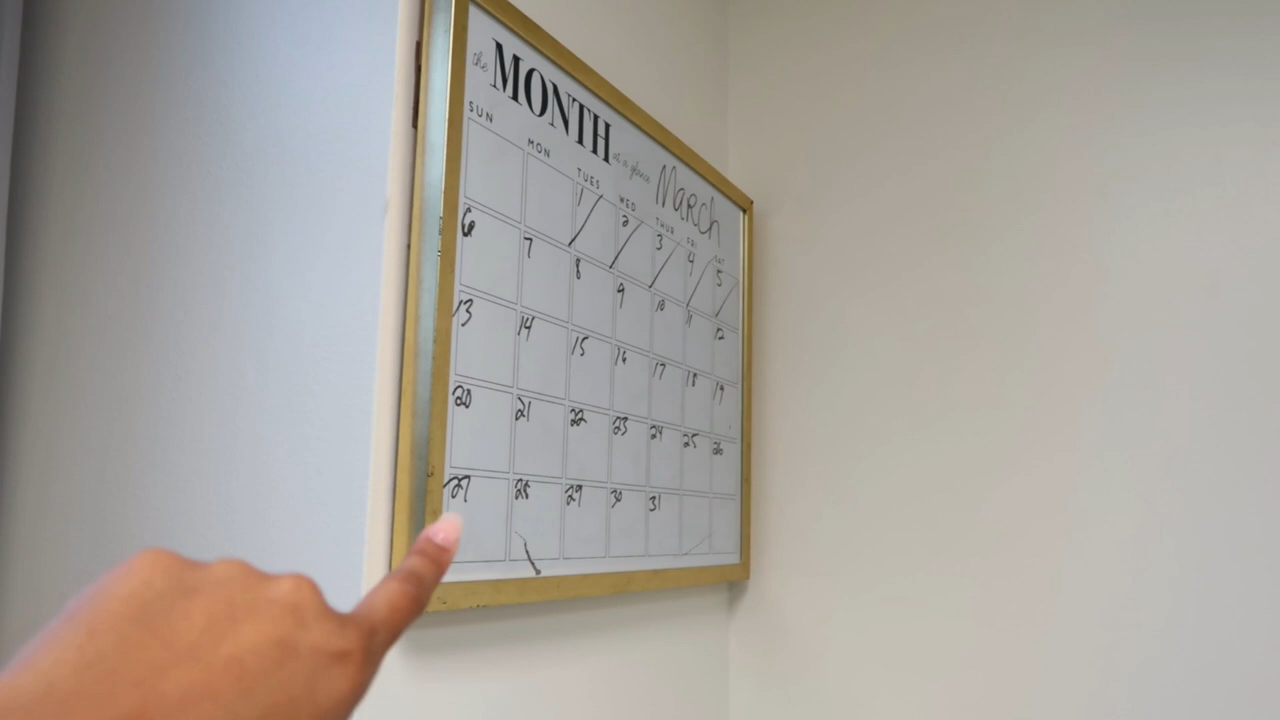 the MONTH at a glance March
SUN MON TUES WED THUR FRI SAT
1 2 3 4 5
6 7 8 9 10 11 12
13 14 15 16 17 18 19
20 21 22 23 24 25 26
27 28 29 30 31